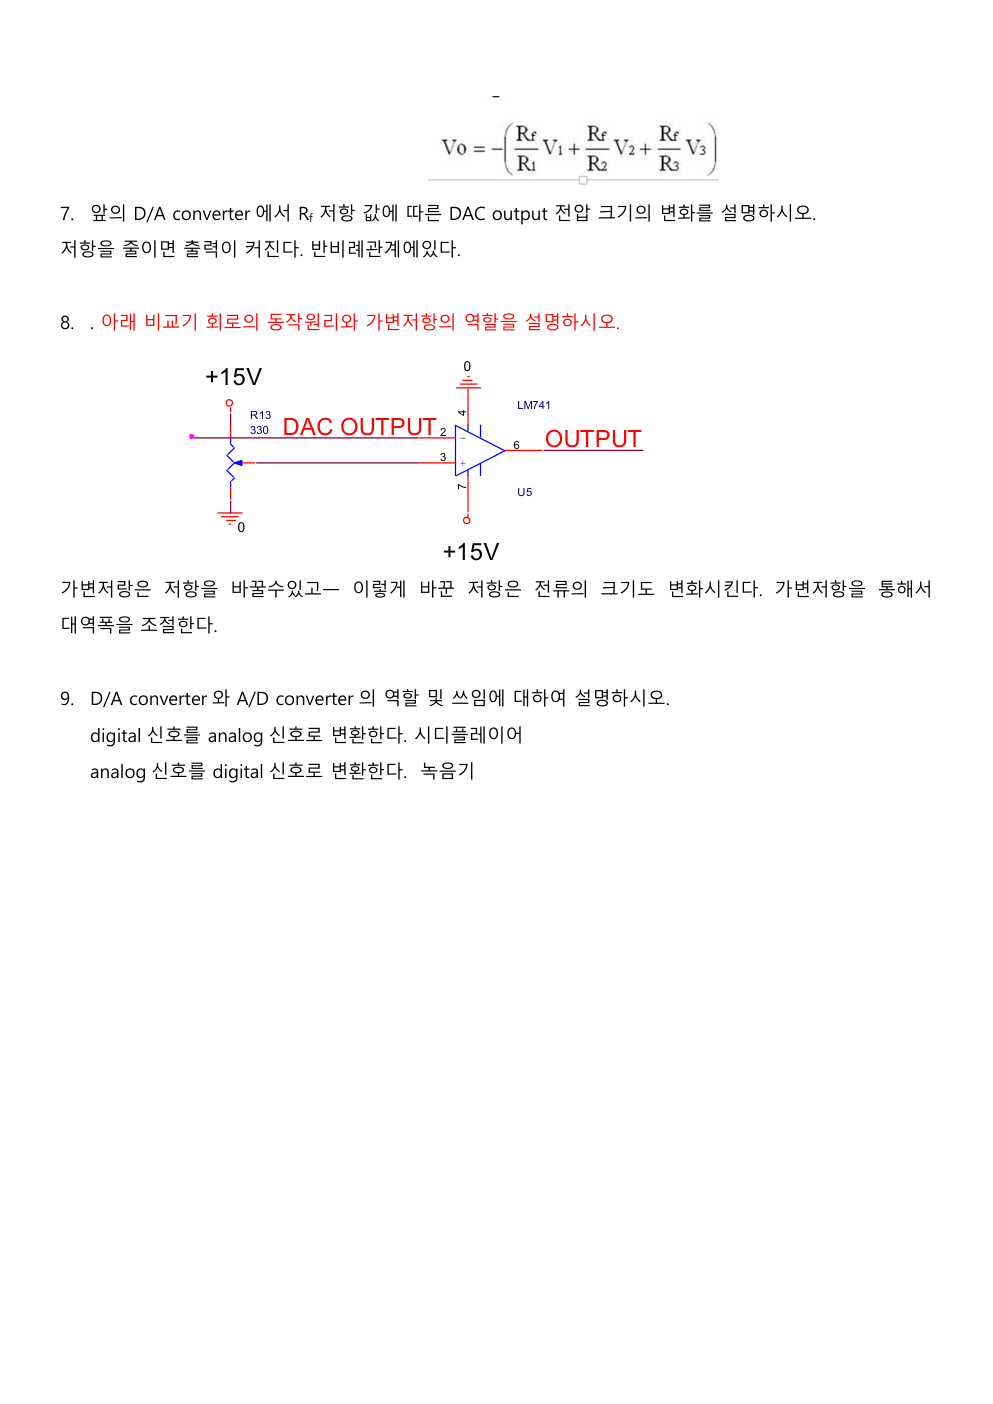 –
Vo = -(Rf/R1 V1 + Rf/R2 V2 + Rf/R3 V3)
7. 앞의 D/A converter 에서 Rf 저항 값에 따른 DAC output 전압 크기의 변화를 설명하시오.
저항을 줄이면 출력이 커진다. 반비례관계에있다.
8. . 아래 비교기 회로의 동작원리와 가변저항의 역할을 설명하시오.
+15V
R13
330
DAC OUTPUT
0
4
LM741
2
3
6
OUTPUT
7
U5
0
+15V
가변저랑은 저항을 바꿀수있고— 이렇게 바꾼 저항은 전류의 크기도 변화시킨다. 가변저항을 통해서
대역폭을 조절한다.
9. D/A converter 와 A/D converter 의 역할 및 쓰임에 대하여 설명하시오.
digital 신호를 analog 신호로 변환한다. 시디플레이어
analog 신호를 digital 신호로 변환한다. 녹음기